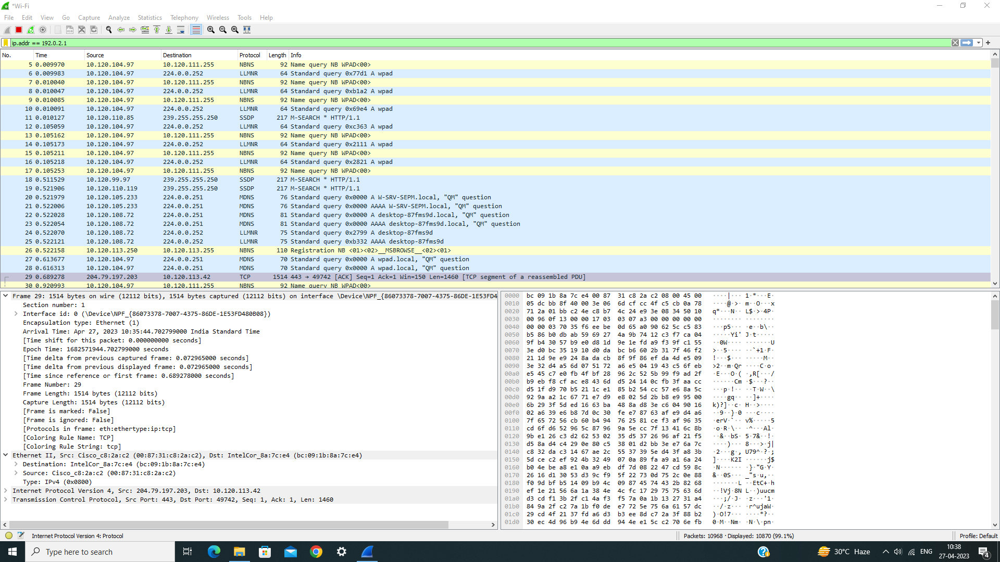 *Wi-Fi
File Edit View Go Capture Analyze Statistics Telephony Wireless Tools Help
ip.addr == 192.0.2.1
No. Time Source Destination Protocol Length Info
5 0.009970 10.120.104.97 10.120.111.255 NBNS 92 Name query NB WPAD<00>
6 0.009983 10.120.104.97 224.0.0.252 LLMNR 64 Standard query 0x77d1 A wpad
7 0.010040 10.120.104.97 10.120.111.255 NBNS 92 Name query NB WPAD<00>
8 0.010047 10.120.104.97 224.0.0.252 LLMNR 64 Standard query 0xb1a2 A wpad
9 0.010085 10.120.104.97 10.120.111.255 NBNS 92 Name query NB WPAD<00>
10 0.010091 10.120.104.97 224.0.0.252 LLMNR 64 Standard query 0x69e4 A wpad
11 0.010127 10.120.110.85 239.255.255.250 SSDP 217 M-SEARCH * HTTP/1.1
12 0.105059 10.120.104.97 224.0.0.252 LLMNR 64 Standard query 0xc363 A wpad
13 0.105162 10.120.104.97 10.120.111.255 NBNS 92 Name query NB WPAD<00>
14 0.105173 10.120.104.97 224.0.0.252 LLMNR 64 Standard query 0x2111 A wpad
15 0.105211 10.120.104.97 10.120.111.255 NBNS 92 Name query NB WPAD<00>
16 0.105218 10.120.104.97 224.0.0.252 LLMNR 64 Standard query 0x2821 A wpad
17 0.105253 10.120.104.97 10.120.111.255 NBNS 92 Name query NB WPAD<00>
18 0.511529 10.120.99.97 239.255.255.250 SSDP 217 M-SEARCH * HTTP/1.1
19 0.521906 10.120.110.119 239.255.255.250 SSDP 217 M-SEARCH * HTTP/1.1
20 0.521979 10.120.105.233 224.0.0.251 MDNS 76 Standard query 0x0000 A W-SRV-SEPM.local, "QM" question
21 0.522006 10.120.105.233 224.0.0.251 MDNS 76 Standard query 0x0000 AAAA W-SRV-SEPM.local, "QM" question
22 0.522028 10.120.108.72 224.0.0.251 MDNS 81 Standard query 0x0000 A desktop-87fms9d.local, "QM" question
23 0.522054 10.120.108.72 224.0.0.251 MDNS 81 Standard query 0x0000 AAAA desktop-87fms9d.local, "QM" question
24 0.522070 10.120.108.72 224.0.0.252 LLMNR 75 Standard query 0x2799 A desktop-87fms9d
25 0.522121 10.120.108.72 224.0.0.252 LLMNR 75 Standard query 0xb332 AAAA desktop-87fms9d
26 0.522158 10.120.113.250 10.120.111.255 NBNS 110 Registration NB <01><02>__MSBROWSE__<02><01>
27 0.613677 10.120.104.97 224.0.0.251 MDNS 70 Standard query 0x0000 A wpad.local, "QM" question
28 0.616313 10.120.104.97 224.0.0.251 MDNS 70 Standard query 0x0000 A wpad.local, "QM" question
29 0.689278 204.79.197.203 10.120.113.42 TCP 1514 443 → 49742 [ACK] Seq=1 Ack=1 Win=150 Len=1460 [TCP segment of a reassembled PDU]
30 0.920993 10.120.104.97 10.120.111.255 NBNS 92 Name query NB WPAD<00>
Frame 29: 1514 bytes on wire (12112 bits), 1514 bytes captured (12112 bits) on interface \Device\NPF_{86073378-7007-4375-86DE-1E53FD4
Section number: 1
Interface id: 0 (\Device\NPF_{86073378-7007-4375-86DE-1E53FD480B08})
Encapsulation type: Ethernet (1)
Arrival Time: Apr 27, 2023 10:35:44.702799000 India Standard Time
[Time shift for this packet: 0.000000000 seconds]
Epoch Time: 1682571944.702799000 seconds
[Time delta from previous captured frame: 0.072965000 seconds]
[Time delta from previous displayed frame: 0.072965000 seconds]
[Time since reference or first frame: 0.689278000 seconds]
Frame Number: 29
Frame Length: 1514 bytes (12112 bits)
Capture Length: 1514 bytes (12112 bits)
[Frame is marked: False]
[Frame is ignored: False]
[Protocols in frame: eth:ethertype:ip:tcp]
[Coloring Rule Name: TCP]
[Coloring Rule String: tcp]
Ethernet II, Src: Cisco_c8:2a:c2 (00:87:31:c8:2a:c2), Dst: IntelCor_8a:7c:e4 (bc:09:1b:8a:7c:e4)
Destination: IntelCor_8a:7c:e4 (bc:09:1b:8a:7c:e4)
Source: Cisco_c8:2a:c2 (00:87:31:c8:2a:c2)
Type: IPv4 (0x0800)
Internet Protocol Version 4, Src: 204.79.197.203, Dst: 10.120.113.42
Transmission Control Protocol, Src Port: 443, Dst Port: 49742, Seq: 1, Ack: 1, Len: 1460
0000 bc 09 1b 8a 7c e4 00 87 31 c8 2a c2 08 00 45 00
0010 05 dc bb 8f 40 00 3e 06 6d cf cc 4f c5 cb 0a 78
0020 71 2a 01 bb c2 4e c8 b7 4c 24 e9 3e 08 34 50 10
0030 00 96 0f 13 00 00 17 03 03 07 a3 00 00 00 00 00
0040 00 00 03 70 35 f6 ee be 0d 65 a0 90 62 5c c5 83
0050 b5 86 b0 db ab 59 69 27 4a 9b 74 12 c3 f7 ca 04
0060 9f b4 30 57 b9 e0 d8 1d 9e 1e fd a9 f3 9f c1 55
0070 3e d0 bc 35 19 10 d0 da bc b6 60 2b 31 7f 46 f2
0080 21 1d 9e e9 24 8a da cb 8f 9f 86 ef da 4d e5 09
0090 3e 32 d4 a5 6d 07 51 72 a6 e5 04 19 43 c5 6f eb
00a0 e5 45 c7 e0 fb 4f bf 28 96 2c 52 5b 99 f9 ad 2f
00b0 b9 eb f8 cf ac e8 43 6d d5 24 14 0c fb 3f aa cc
00c0 d5 1f d9 70 b5 21 1c e1 85 b2 54 cc 57 e6 8a 5c
00d0 92 9a a2 1c 67 71 e7 d9 e8 02 5d 2b b8 e9 95 00
00e0 6b 29 3f 5d ed 16 63 ba 48 8a d8 3e c6 04 90 16
00f0 02 a6 39 e6 b8 7d 0c 30 fe e7 87 63 af e9 d4 a6
0100 7f 65 72 56 cb 60 b4 94 76 25 81 ce f3 af 96 35
0110 cd 6f d6 52 96 5c 87 96 9a 5e cc 7f 13 41 6c 8b
0120 9b e1 26 c3 d2 62 53 02 35 d5 37 26 96 af 21 f5
0130 d5 8a d4 c4 29 0e 80 c5 38 01 d2 bb 3e e7 6a 7c
0140 c8 32 da c3 14 67 ae 2c 55 37 39 5e d4 3f a8 3b
0150 5d ce c2 ef 92 4b 32 49 07 0a 89 fa a9 a1 6a 24
0160 b0 4e be a8 e1 0a a9 eb df 7d 08 22 47 cd 59 8c
0170 26 16 d1 30 53 d3 9c f9 5f 22 73 0d 75 2c 0e 88
0180 f0 9d bf b5 14 09 b9 4c 09 87 45 74 43 2b 82 68
0190 ef 1e 21 56 6a 1a 38 4e 4c fc 17 29 75 75 63 6d
01a0 d3 cd f1 3b 2f c1 4a f3 f5 7a 0a 1b 13 27 31 a4
01b0 84 9a 2f c2 7a 1b f0 de e7 72 5e 75 6a 61 57 dc
01c0 29 cd 4f 21 37 fd a6 d3 b3 ee 8d c7 2a 3f 88 b2
01d0 30 ec 4d 96 b9 4e 6d dd 94 4e e1 5c c2 70 6e fb
Internet Protocol Version 4: Protocol
Packets: 10968 · Displayed: 10870 (99.1%)
Profile: Default
Type here to search
30°C Haze
ENG
10:38
27-04-2023
4